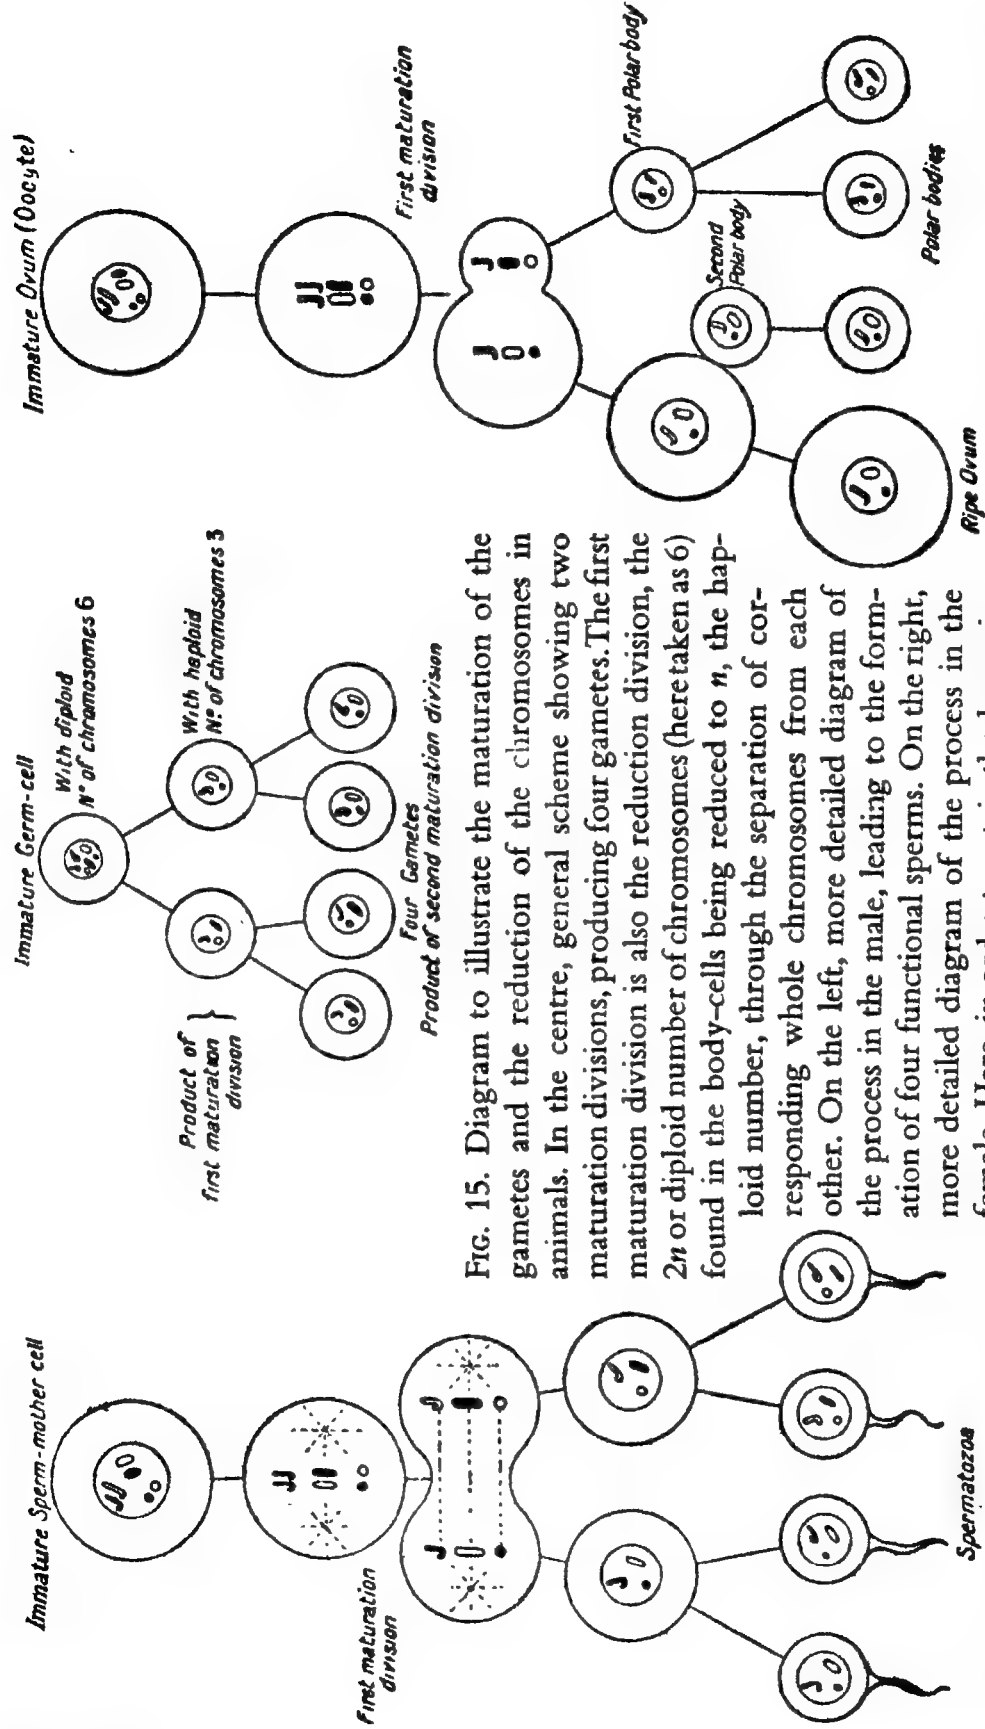 Immature Sperm-mother cell
First maturation
division
Spermatozoa
Immature Germ-cell
With diploid
N° of chromosomes 6
With haploid
N° of chromosomes 3
Product of
first maturation
division
Four Gametes
Product of second maturation division
Immature Ovum (Oocyte)
First maturation
division
First Polar body
Second
Polar body
Polar bodies
Ripe Ovum
FIG. 15. Diagram to illustrate the maturation of the
gametes and the reduction of the chromosomes in
animals. In the centre, general scheme showing two
maturation divisions, producing four gametes. The first
maturation division is also the reduction division, the
2n or diploid number of chromosomes (here taken as 6)
found in the body-cells being reduced to n, the hap-
loid number, through the separation of cor-
responding whole chromosomes from each
other. On the left, more detailed diagram of
the process in the male, leading to the form-
ation of four functional sperms. On the right,
more detailed diagram of the process in the